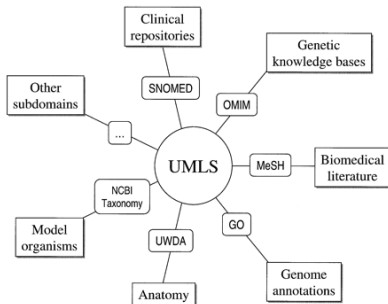 Clinical
repositories
SNOMED
Genetic
knowledge bases
OMIM
Other
subdomains
...
UMLS
MeSH
Biomedical
literature
NCBI
Taxonomy
Model
organisms
UWDA
Anatomy
GO
Genome
annotations